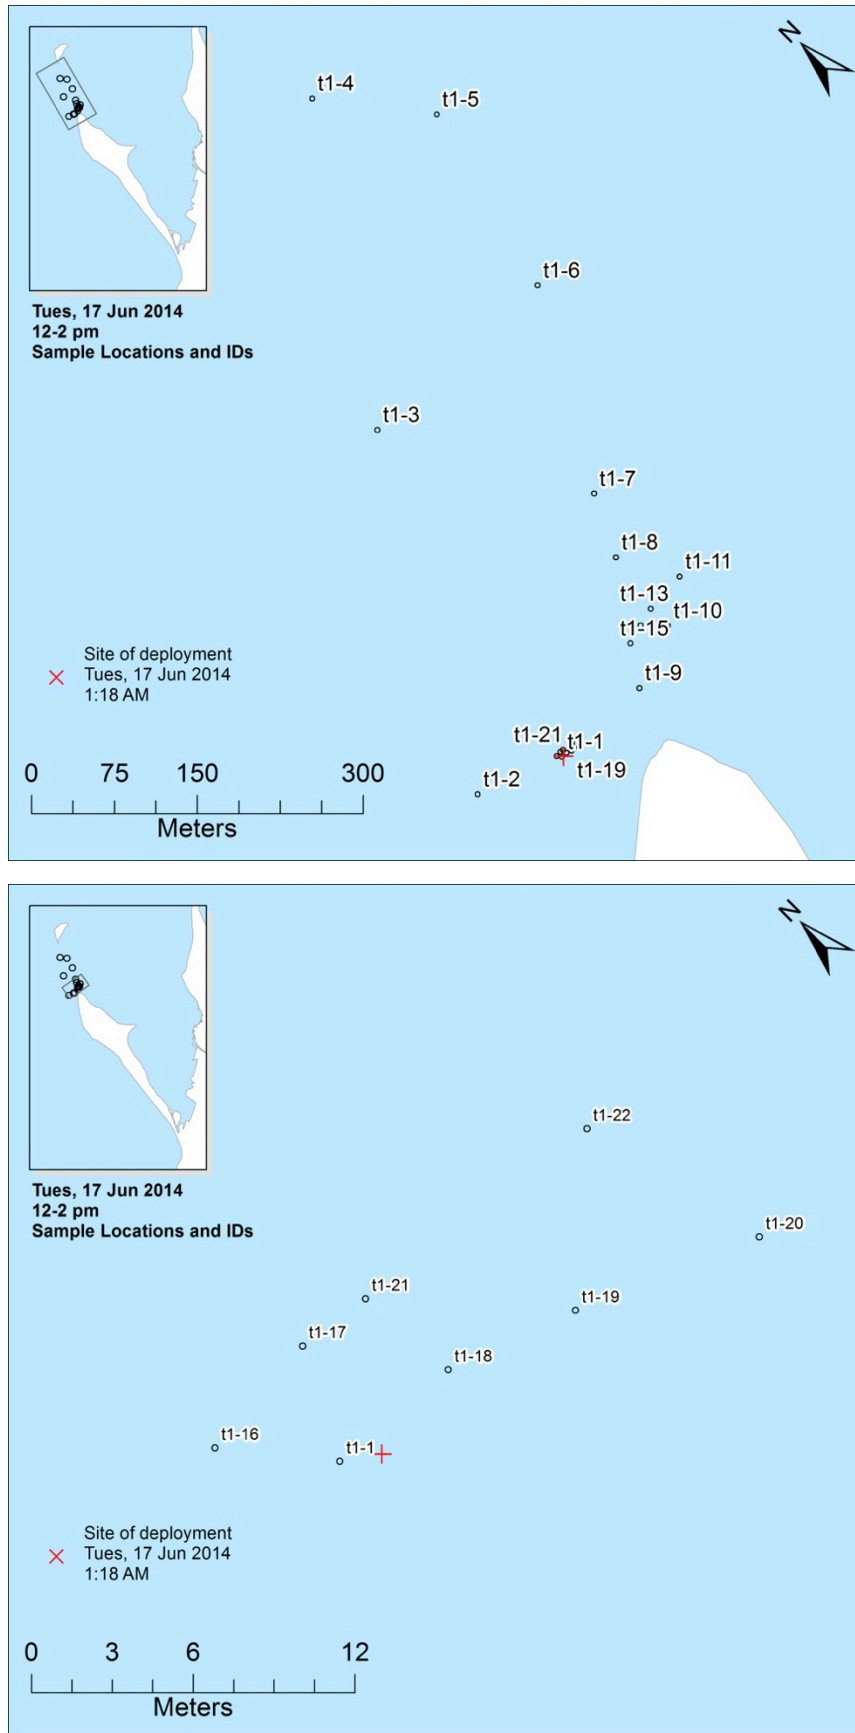 N
t1-4
t1-5
t1-6
t1-3
t1-7
t1-8
t1-11
t1-13
t1-10
t1-15
t1-9
t1-21
t1-1
t1-19
t1-2
Tues, 17 Jun 2014
12-2 pm
Sample Locations and IDs
Site of deployment
Tues, 17 Jun 2014
1:18 AM
0 75 150 300
Meters
N
t1-22
t1-20
t1-21
t1-19
t1-17
t1-18
t1-16
t1-1
Tues, 17 Jun 2014
12-2 pm
Sample Locations and IDs
Site of deployment
Tues, 17 Jun 2014
1:18 AM
0 3 6 12
Meters